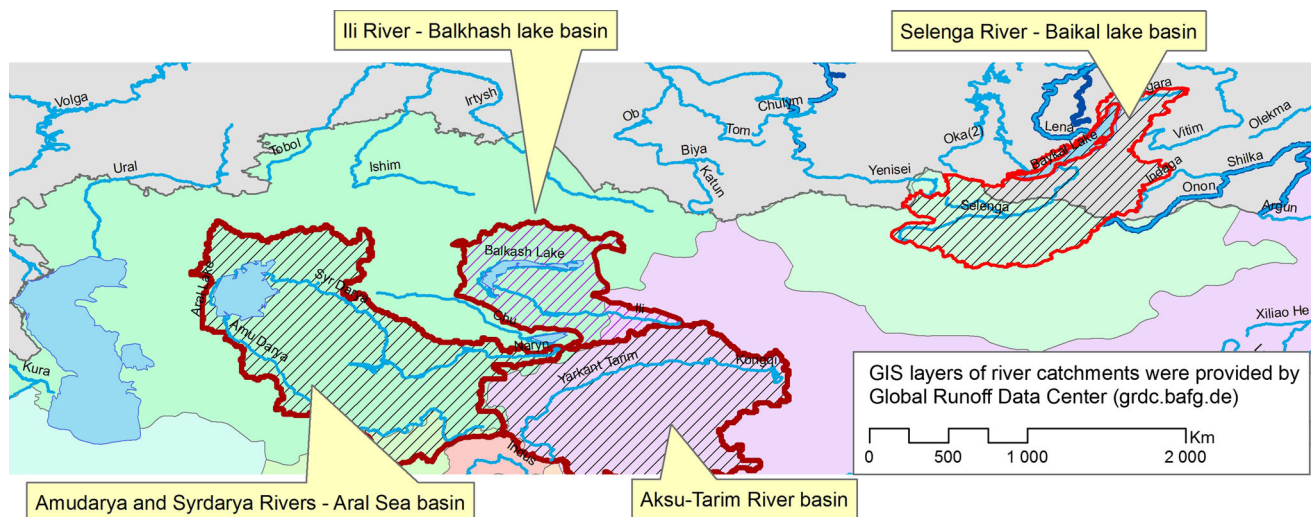 Ili River - Balkhash lake basin
Selenga River - Baikal lake basin
Volga
Irtysh
Ob
Chulym
Tom
Lena
gara
Oka(2)
Vitim
Olekma
Tobol
Ural
Ishim
Biya
Katun
Yenisei
Baykal Lake
Shilka
Ingoda
Onon
Argun
Selenga
Balkash Lake
Aral Lake
Syr Darya
Ili
Chu
Amu Darya
Naryn
Kura
Yarkant Tarim
Konqqi
Xiliao He
Indus
GIS layers of river catchments were provided by
Global Runoff Data Center (grdc.bafg.de)
Km
0 500 1 000 2 000
Amudarya and Syrdarya Rivers - Aral Sea basin
Aksu-Tarim River basin